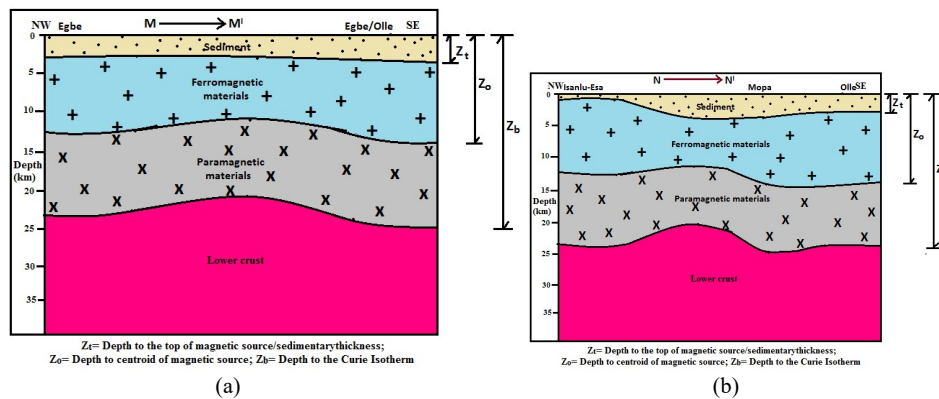 NW Egbe M M' Egbe/Olle SE
0
Sediment
Zt
5
Ferromagnetic
materials
Zo
10
Zb
15
Depth
(km)
Paramagnetic
materials
20
25
30
Lower crust
35
Zt= Depth to the top of magnetic source/sedimentarythickness;
Zo= Depth to centroid of magnetic source; Zb= Depth to the Curie Isotherm
(a)
N N'
NW Isanlu-Esa Mopa Olle SE
0
Sediment
Zt
5
Ferromagnetic materials
Zo
10
15
Paramagnetic materials
Depth
(km)
20
25
Lower crust
30
35
Zt= Depth to the top of magnetic source/sedimentarythickness;
Zo= Depth to centroid of magnetic source; Zb= Depth to the Curie Isotherm
(b)